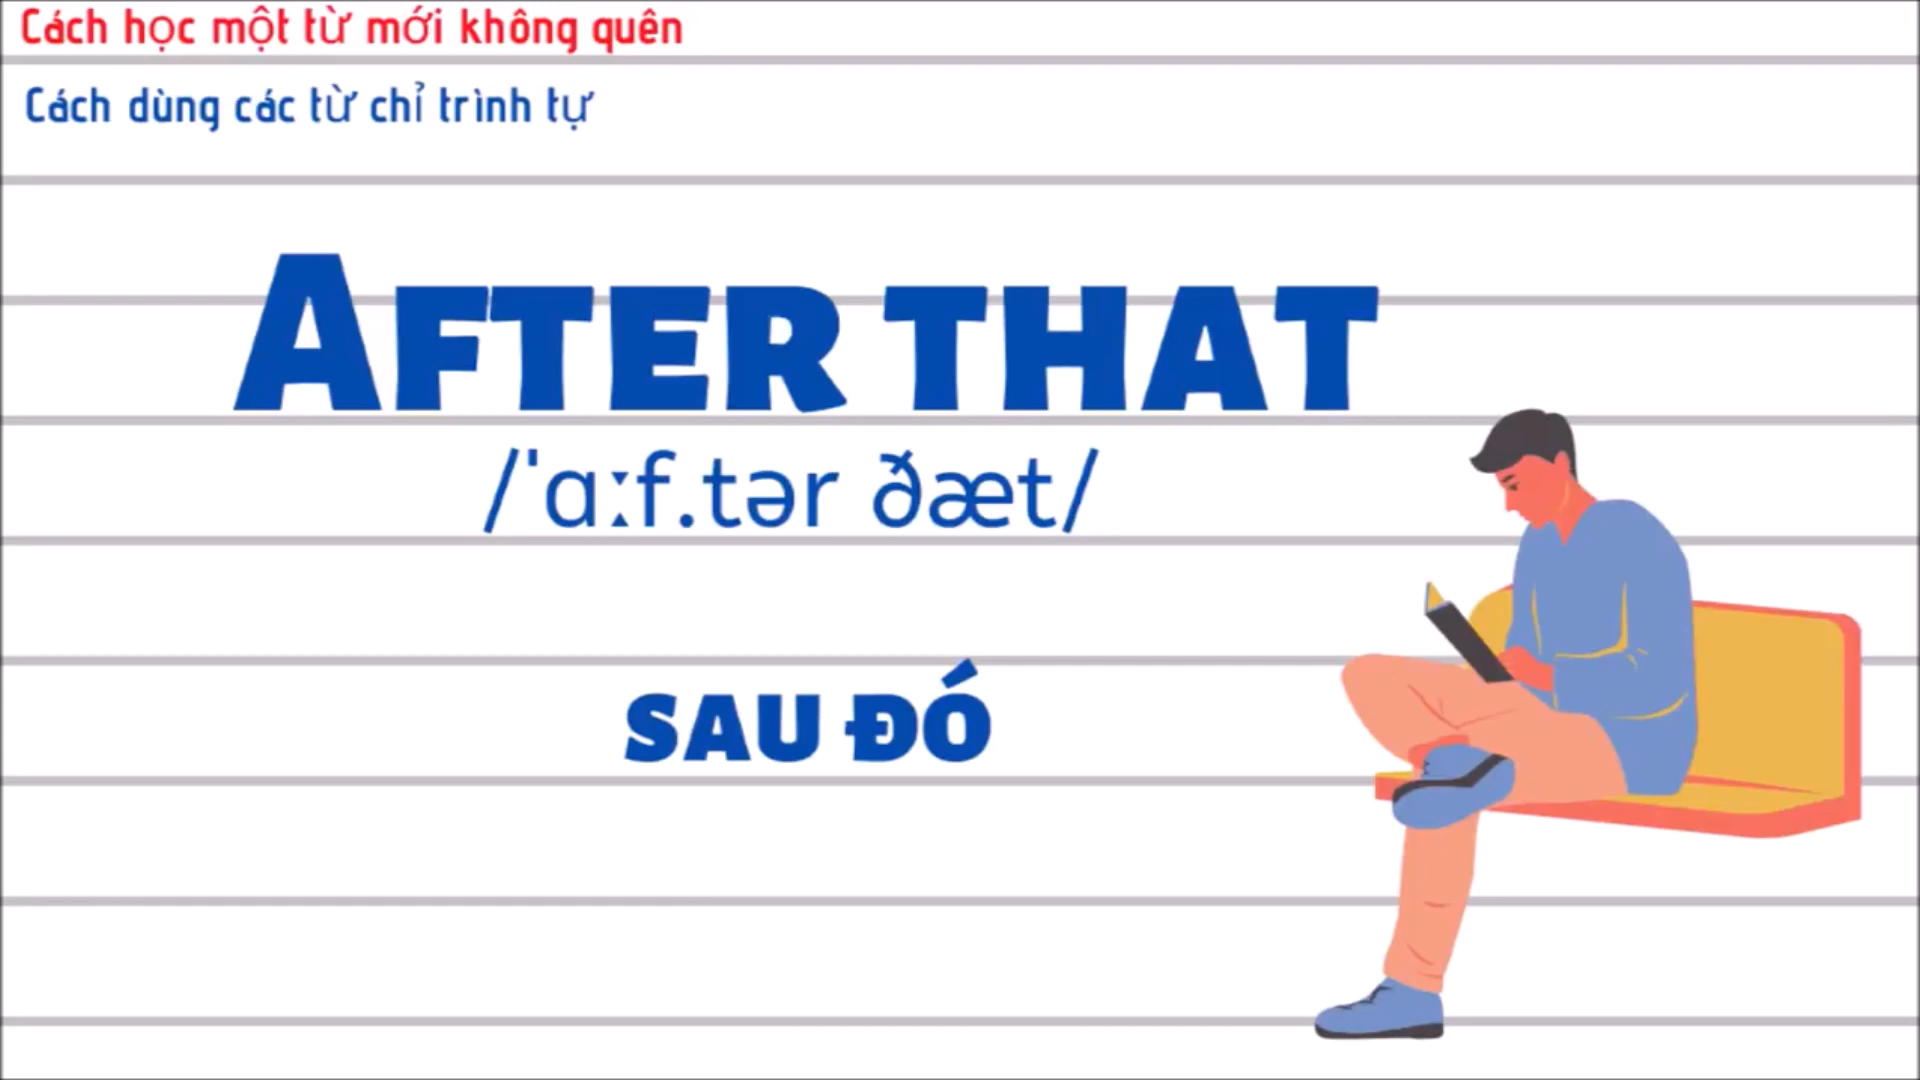 Cách học một từ mới không quên
Cách dùng các từ chỉ trình tự
AFTER THAT
/ˈɑːf.tər ðæt/
SAU ĐÓ